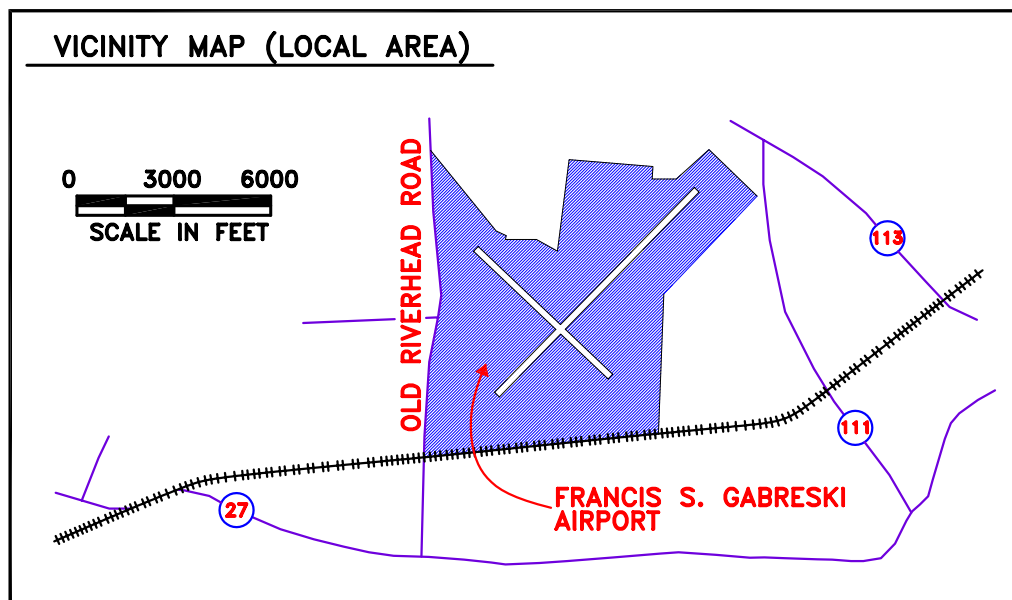 VICINITY MAP (LOCAL AREA)
0 3000 6000
SCALE IN FEET
OLD RIVERHEAD ROAD
113
111
27
FRANCIS S. GABRESKI
AIRPORT